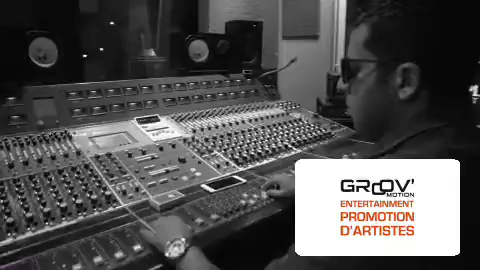 GROOV'
MOTION
ENTERTAINMENT
PROMOTION
D'ARTISTES